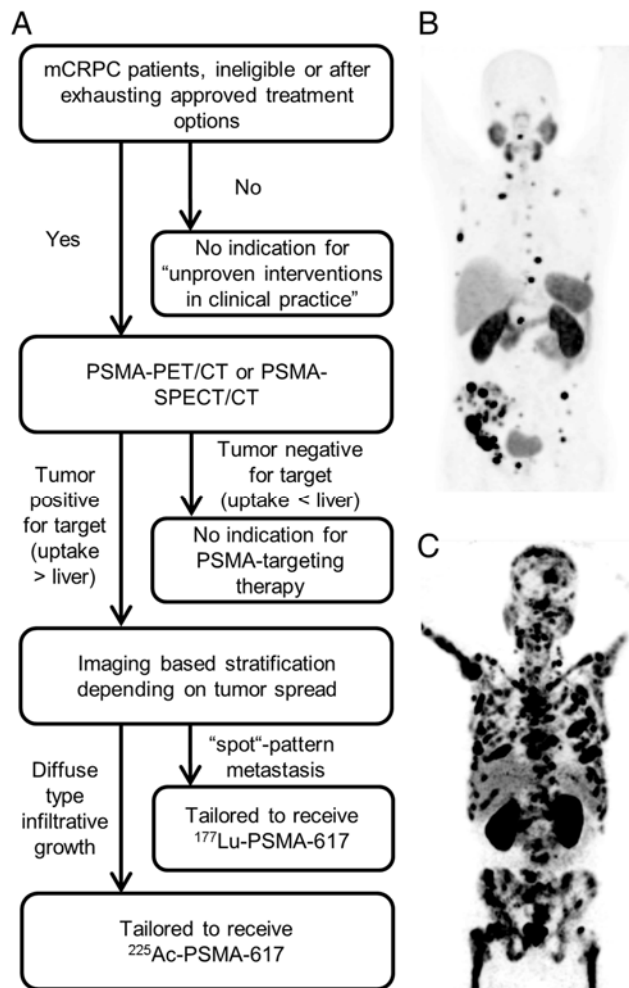 A
mCRPC patients, ineligible or after
exhausting approved treatment
options
No
Yes
No indication for
“unproven interventions
in clinical practice”
PSMA-PET/CT or PSMA-
SPECT/CT
Tumor
positive
for target
(uptake
> liver)
Tumor negative
for target
(uptake < liver)
No indication for
PSMA-targeting
therapy
Imaging based stratification
depending on tumor spread
Diffuse
type
infiltrative
growth
“spot“-pattern
metastasis
Tailored to receive
¹⁷⁷Lu-PSMA-617
Tailored to receive
²²⁵Ac-PSMA-617
B
C